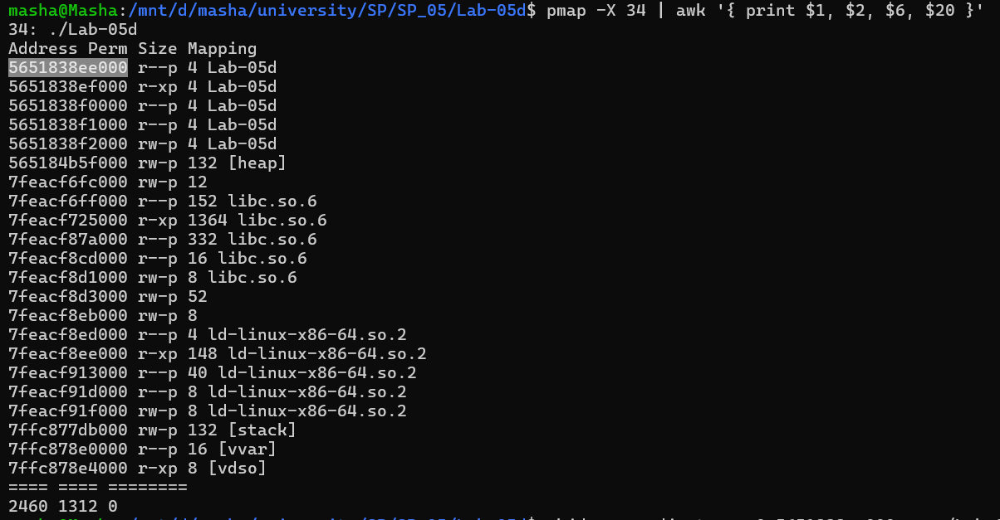 masha@Masha:/mnt/d/masha/university/SP/SP_05/Lab-05d$ pmap -X 34 | awk '{ print $1, $2, $6, $20 }'
34: ./Lab-05d
Address Perm Size Mapping
5651838ee000 r--p 4 Lab-05d
5651838ef000 r-xp 4 Lab-05d
5651838f0000 r--p 4 Lab-05d
5651838f1000 r--p 4 Lab-05d
5651838f2000 rw-p 4 Lab-05d
565184b5f000 rw-p 132 [heap]
7feacf6fc000 rw-p 12
7feacf6ff000 r--p 152 libc.so.6
7feacf725000 r-xp 1364 libc.so.6
7feacf87a000 r--p 332 libc.so.6
7feacf8cd000 r--p 16 libc.so.6
7feacf8d1000 rw-p 8 libc.so.6
7feacf8d3000 rw-p 52
7feacf8eb000 rw-p 8
7feacf8ed000 r--p 4 ld-linux-x86-64.so.2
7feacf8ee000 r-xp 148 ld-linux-x86-64.so.2
7feacf913000 r--p 40 ld-linux-x86-64.so.2
7feacf91d000 r--p 8 ld-linux-x86-64.so.2
7feacf91f000 rw-p 8 ld-linux-x86-64.so.2
7ffc877db000 rw-p 132 [stack]
7ffc878e0000 r--p 16 [vvar]
7ffc878e4000 r-xp 8 [vdso]
==== ==== ========
2460 1312 0